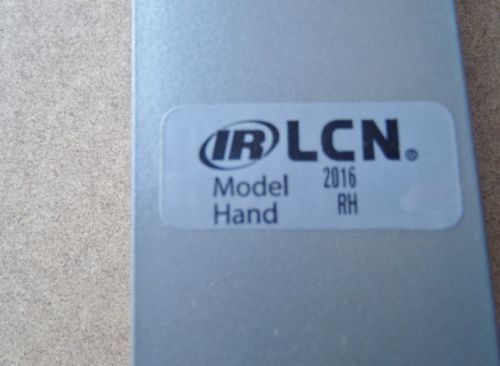 IR LCN®
Model 2016
Hand RH